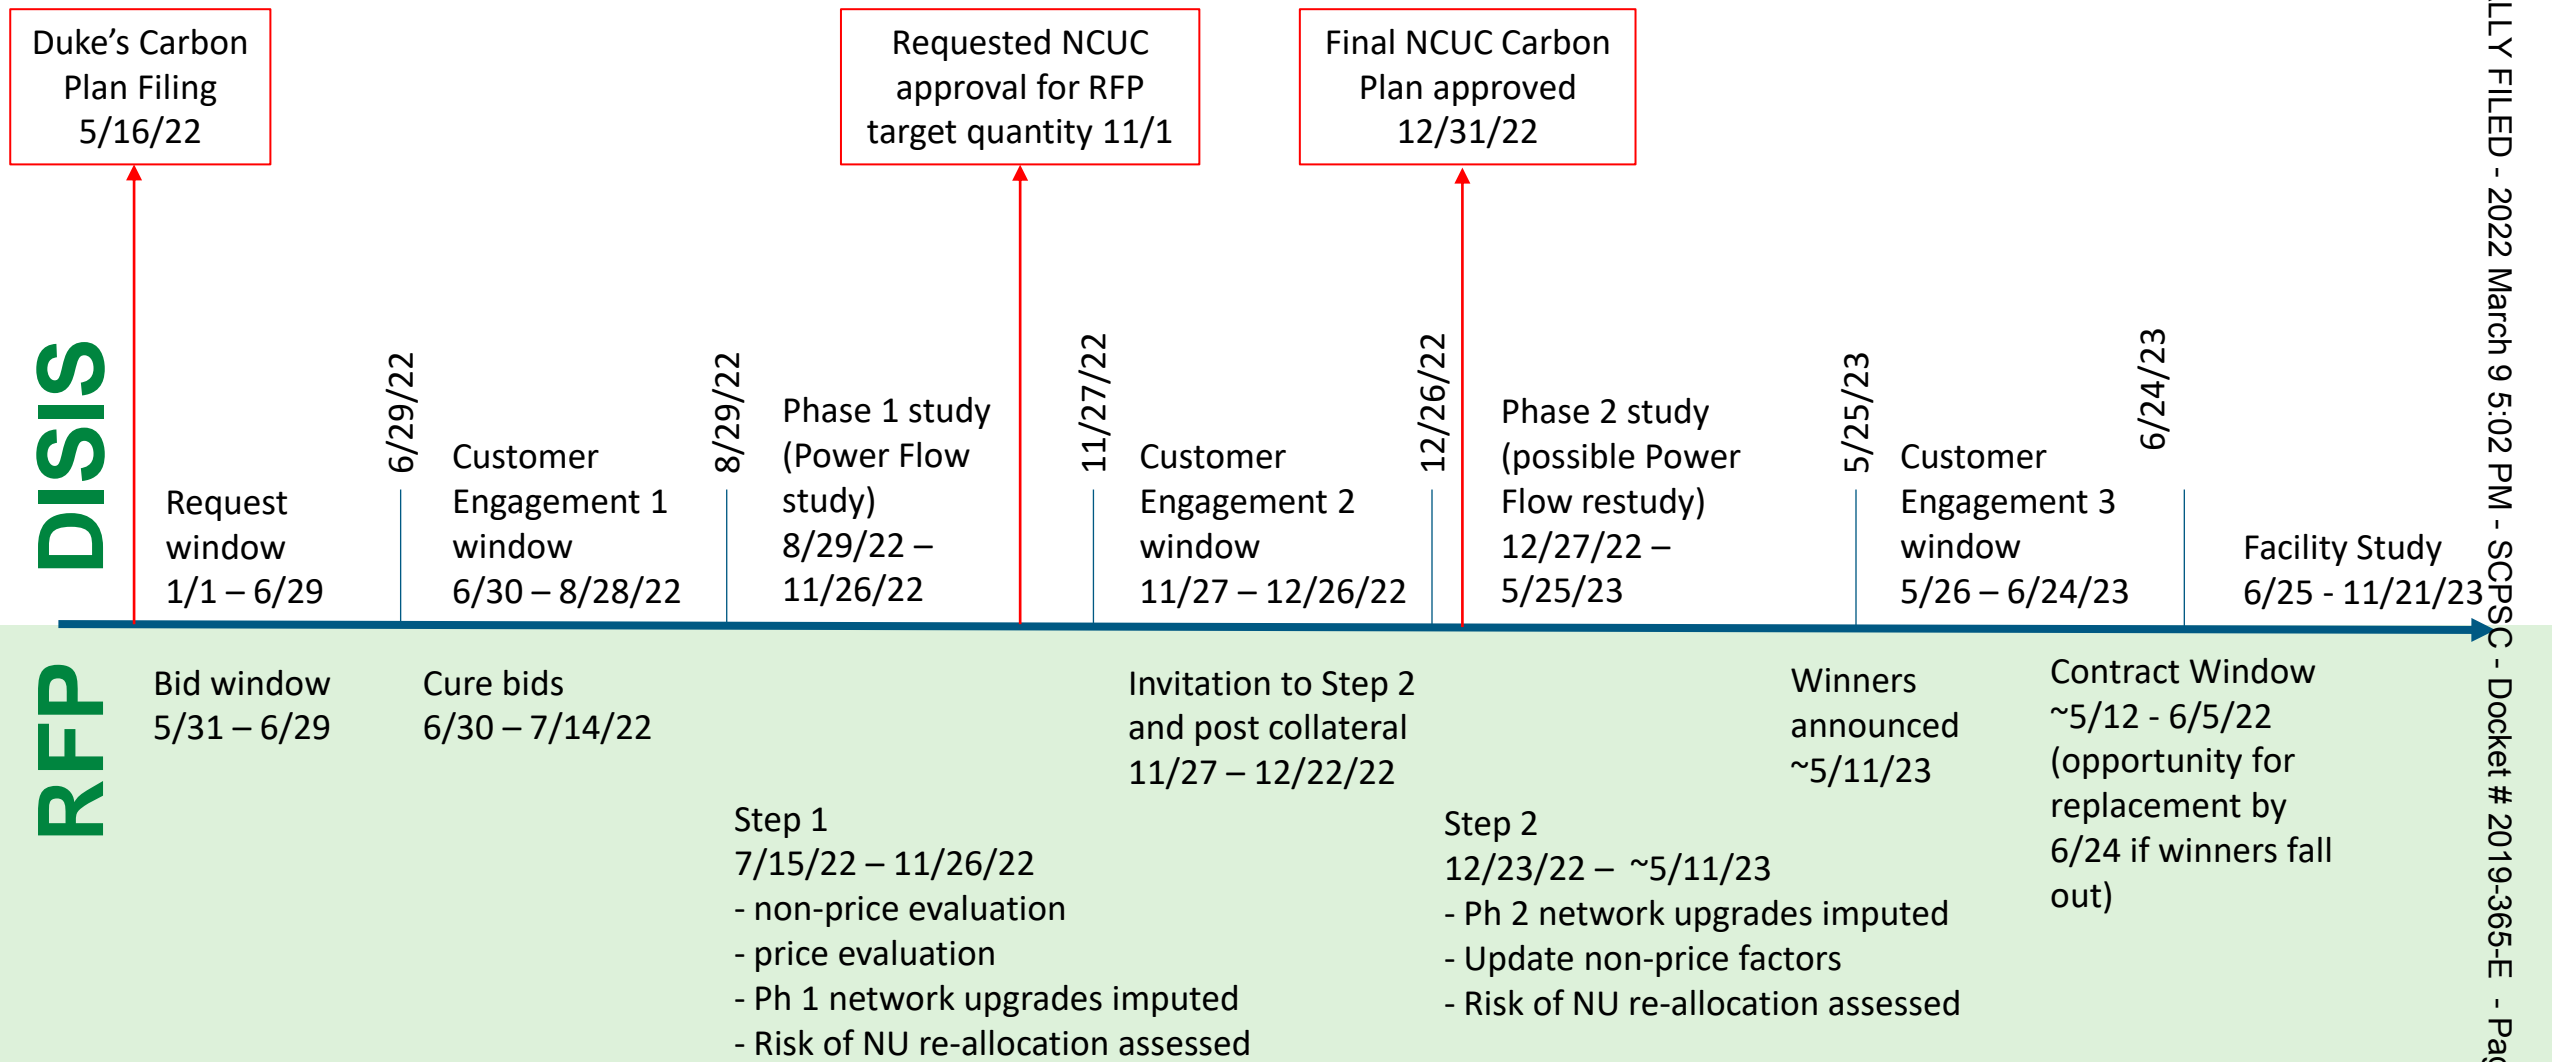 Duke's Carbon
Plan Filing
5/16/22
Requested NCUC
approval for RFP
target quantity 11/1
Final NCUC Carbon
Plan approved
12/31/22
DISIS
Request
window
1/1 – 6/29
6/29/22
Customer
Engagement 1
window
6/30 – 8/28/22
8/29/22
Phase 1 study
(Power Flow
study)
8/29/22 –
11/26/22
11/27/22
Customer
Engagement 2
window
11/27 – 12/26/22
12/26/22
Phase 2 study
(possible Power
Flow restudy)
12/27/22 –
5/25/23
5/25/23
Customer
Engagement 3
window
5/26 – 6/24/23
6/24/23
Facility Study
6/25 - 11/21/23
RFP
Bid window
5/31 – 6/29
Cure bids
6/30 – 7/14/22
Step 1
7/15/22 – 11/26/22
- non-price evaluation
- price evaluation
- Ph 1 network upgrades imputed
- Risk of NU re-allocation assessed
Invitation to Step 2
and post collateral
11/27 – 12/22/22
Step 2
12/23/22 – ~5/11/23
- Ph 2 network upgrades imputed
- Update non-price factors
- Risk of NU re-allocation assessed
Winners
announced
~5/11/23
Contract Window
~5/12 - 6/5/22
(opportunity for
replacement by
6/24 if winners fall
out)
ALLY FILED - 2022 March 9 5:02 PM - SCPSC - Docket # 2019-365-E - Pag